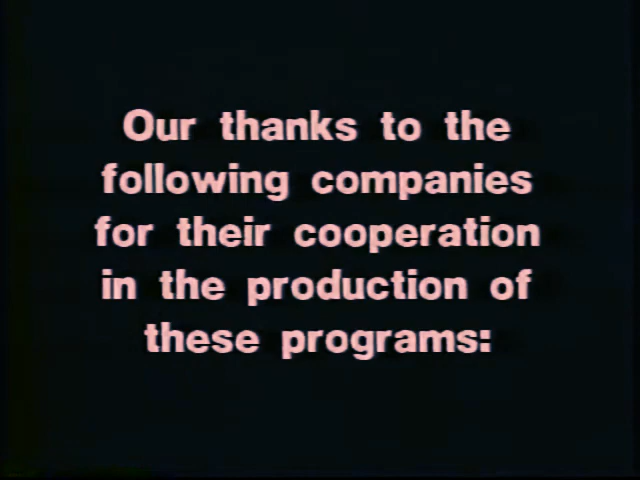 Our thanks to the
following companies
for their cooperation
in the production of
these programs: